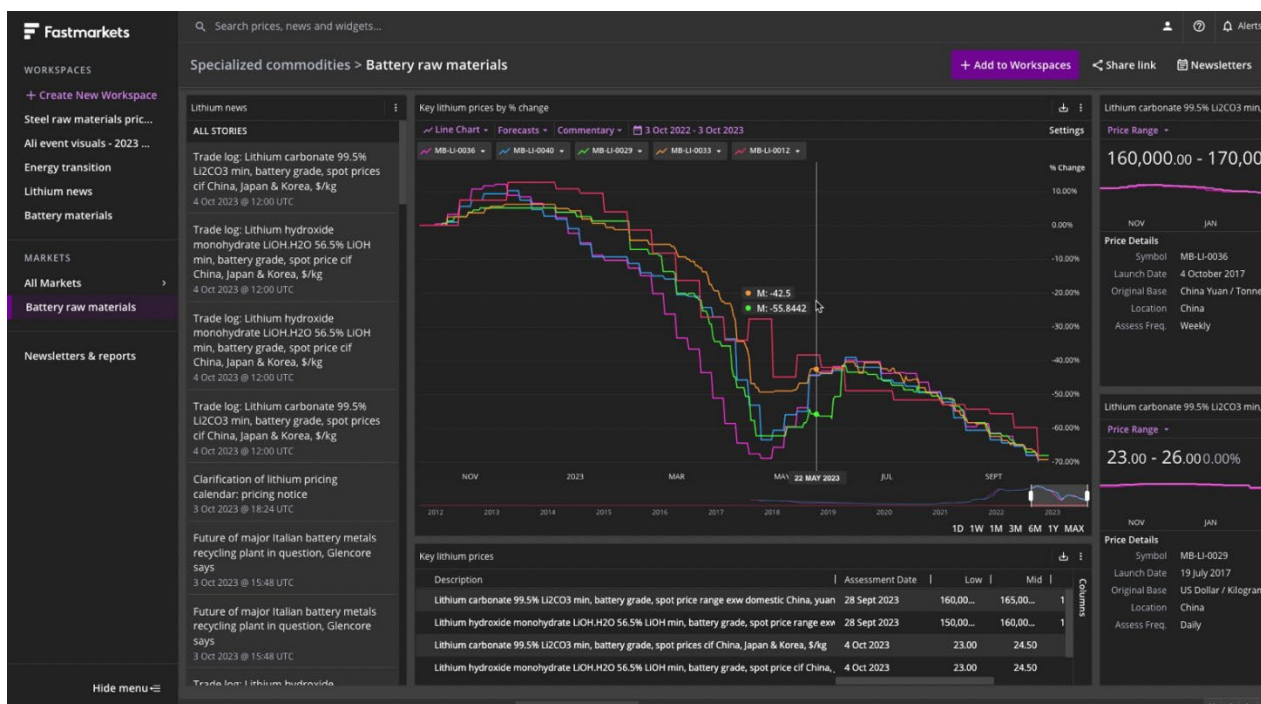 Fastmarkets
Search prices, news and widgets...
Alerts
WORKSPACES
+ Create New Workspace
Steel raw materials pric...
Ali event visuals - 2023 ...
Energy transition
Lithium news
Battery materials
MARKETS
All Markets >
Battery raw materials
Newsletters & reports
Hide menu
Specialized commodities > Battery raw materials
+ Add to Workspaces
Share link
Newsletters
Lithium news
ALL STORIES
Trade log: Lithium carbonate 99.5%
Li2CO3 min, battery grade, spot prices
cif China, Japan & Korea, $/kg
4 Oct 2023 @ 12:00 UTC
Trade log: Lithium hydroxide
monohydrate LiOH.H2O 56.5% LiOH
min, battery grade, spot price cif
China, Japan & Korea, $/kg
4 Oct 2023 @ 12:00 UTC
Trade log: Lithium hydroxide
monohydrate LiOH.H2O 56.5% LiOH
min, battery grade, spot price cif
China, Japan & Korea, $/kg
4 Oct 2023 @ 12:00 UTC
Trade log: Lithium carbonate 99.5%
Li2CO3 min, battery grade, spot prices
cif China, Japan & Korea, $/kg
4 Oct 2023 @ 12:00 UTC
Clarification of lithium pricing
calendar: pricing notice
3 Oct 2023 @ 18:24 UTC
Future of major Italian battery metals
recycling plant in question, Glencore
says
3 Oct 2023 @ 15:48 UTC
Future of major Italian battery metals
recycling plant in question, Glencore
says
3 Oct 2023 @ 15:48 UTC
Trade log: Lithium hydroxide
Key lithium prices by % change
Line Chart Forecasts Commentary 3 Oct 2022 - 3 Oct 2023 Settings
MB-LI-0036 MB-LI-0040 MB-LI-0029 MB-LI-0033 MB-LI-0012
% Change
10.00%
0.00%
-10.00%
-20.00%
-30.00%
-40.00%
-50.00%
-60.00%
-70.00%
M: -42.5
M: -55.8442
NOV 2023 MAR MAY 22 MAY 2023 JUL SEPT
2012 2013 2014 2015 2016 2017 2018 2019 2020 2021 2022 2023
1D 1W 1M 3M 6M 1Y MAX
Key lithium prices
Description Assessment Date Low Mid
Lithium carbonate 99.5% Li2CO3 min, battery grade, spot price range exw domestic China, yuan 28 Sept 2023 160,00... 165,00... 1
Lithium hydroxide monohydrate LiOH.H2O 56.5% LiOH min, battery grade, spot price range exw 28 Sept 2023 150,00... 160,00... 1
Lithium carbonate 99.5% Li2CO3 min, battery grade, spot prices cif China, Japan & Korea, $/kg 4 Oct 2023 23.00 24.50
Lithium hydroxide monohydrate LiOH.H2O 56.5% LiOH min, battery grade, spot price cif China, 4 Oct 2023 23.00 24.50
Columns
Lithium carbonate 99.5% Li2CO3 min,
Price Range
160,000.00 - 170,00
NOV JAN
Price Details
Symbol MB-LI-0036
Launch Date 4 October 2017
Original Base China Yuan / Tonne
Location China
Assess Freq. Weekly
Lithium carbonate 99.5% Li2CO3 min,
Price Range
23.00 - 26.00 0.00%
NOV JAN
Price Details
Symbol MB-LI-0029
Launch Date 19 July 2017
Original Base US Dollar / Kilogran
Location China
Assess Freq. Daily